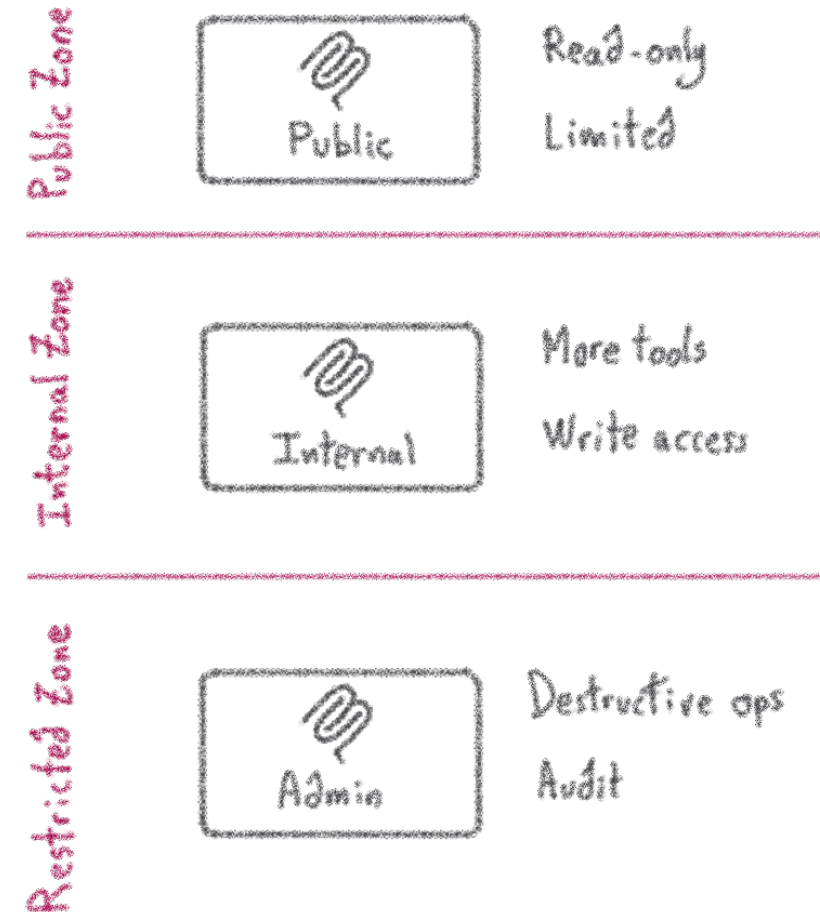 Public Zone
Public
Read-only
Limited
Internal Zone
Internal
More tools
Write access
Restricted Zone
Admin
Destructive ops
Audit